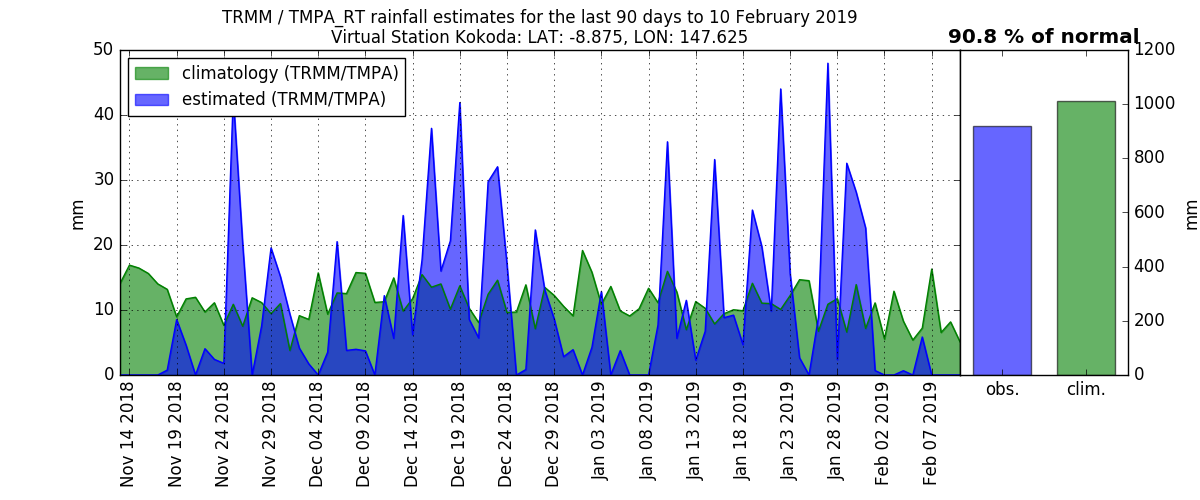 TRMM / TMPA_RT rainfall estimates for the last 90 days to 10 February 2019
Virtual Station Kokoda: LAT: -8.875, LON: 147.625
90.8 % of normal
climatology (TRMM/TMPA)
estimated (TRMM/TMPA)
mm
50
40
30
20
10
0
Nov 14 2018
Nov 19 2018
Nov 24 2018
Nov 29 2018
Dec 04 2018
Dec 09 2018
Dec 14 2018
Dec 19 2018
Dec 24 2018
Dec 29 2018
Jan 03 2019
Jan 08 2019
Jan 13 2019
Jan 18 2019
Jan 23 2019
Jan 28 2019
Feb 02 2019
Feb 07 2019
obs.
clim.
1200
1000
800
600
400
200
0
mm